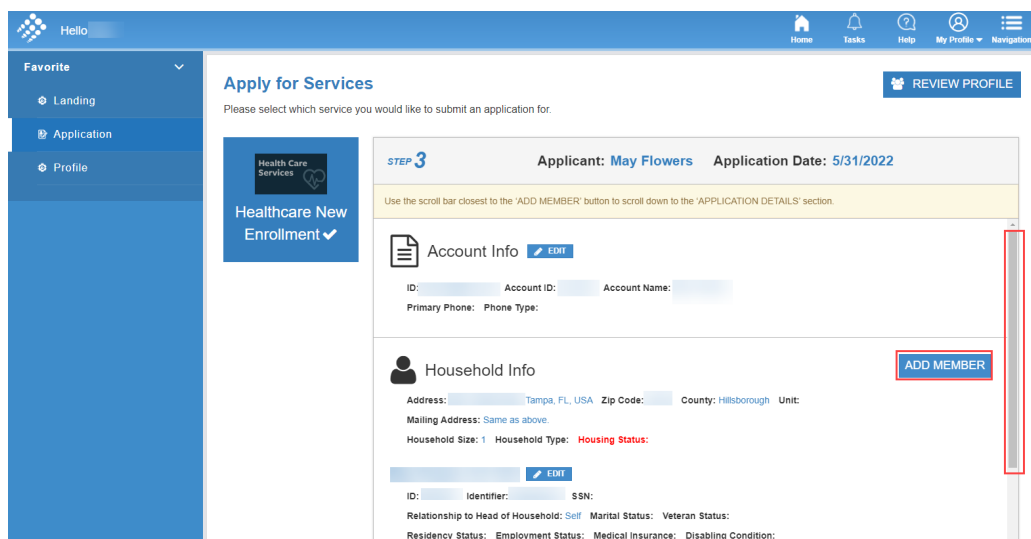 Hello
Home Tasks Help My Profile Navigation
Favorite
Landing
Application
Profile
Apply for Services
REVIEW PROFILE
Please select which service you would like to submit an application for.
Health Care
Services
Healthcare New
Enrollment
STEP 3 Applicant: May Flowers Application Date: 5/31/2022
Use the scroll bar closest to the 'ADD MEMBER' button to scroll down to the 'APPLICATION DETAILS' section.
Account Info EDIT
ID: Account ID: Account Name:
Primary Phone: Phone Type:
Household Info ADD MEMBER
Address: Tampa, FL, USA Zip Code: County: Hillsborough Unit:
Mailing Address: Same as above.
Household Size: 1 Household Type: Housing Status:
EDIT
ID: Identifier: SSN:
Relationship to Head of Household: Self Marital Status: Veteran Status:
Residency Status: Employment Status: Medical Insurance: Disabling Condition: